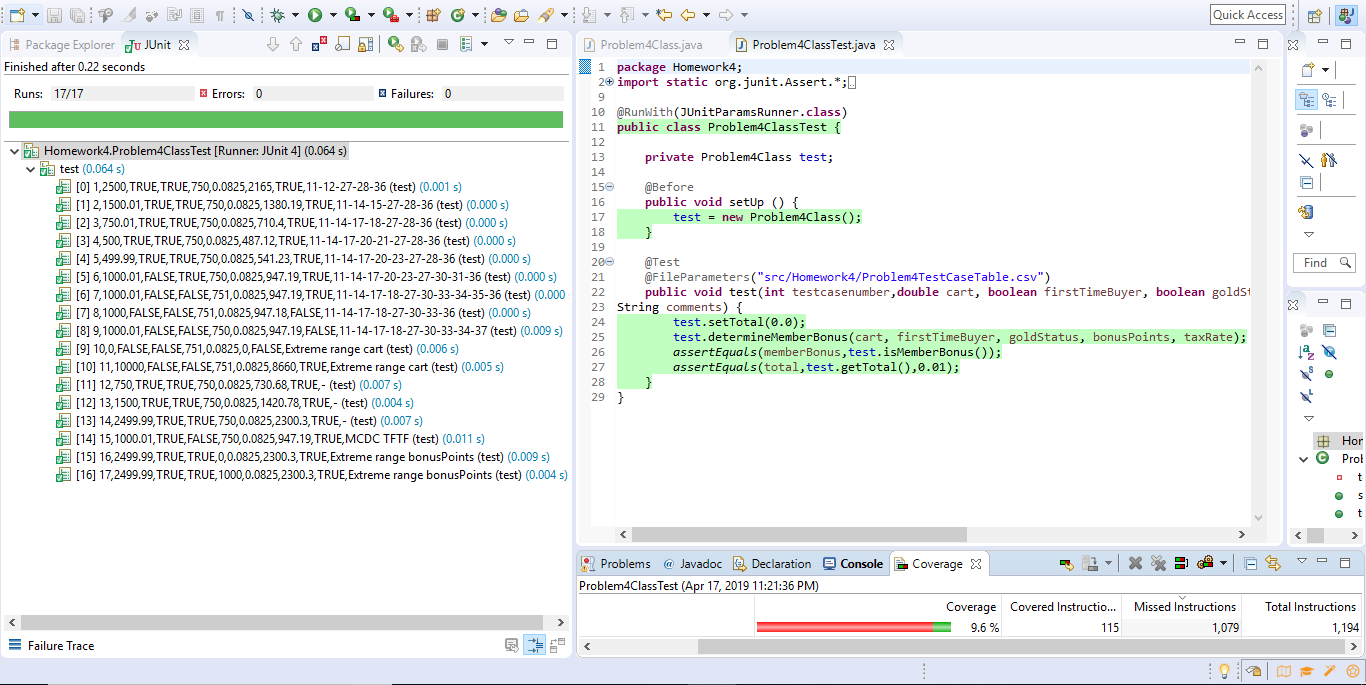 Quick Access
Package Explorer
JUnit
Finished after 0.22 seconds
Runs: 17/17
Errors: 0
Failures: 0
Homework4.Problem4ClassTest [Runner: JUnit 4] (0.064 s)
test (0.064 s)
[0] 1,2500,TRUE,TRUE,750,0.0825,2165,TRUE,11-12-27-28-36 (test) (0.001 s)
[1] 2,1500.01,TRUE,TRUE,750,0.0825,1380.19,TRUE,11-14-15-27-28-36 (test) (0.000 s)
[2] 3,750.01,TRUE,TRUE,750,0.0825,710.4,TRUE,11-14-17-18-27-28-36 (test) (0.000 s)
[3] 4,500,TRUE,TRUE,750,0.0825,487.12,TRUE,11-14-17-20-21-27-28-36 (test) (0.000 s)
[4] 5,499.99,TRUE,TRUE,750,0.0825,541.23,TRUE,11-14-17-20-23-27-28-36 (test) (0.000 s)
[5] 6,1000.01,FALSE,TRUE,750,0.0825,947.19,TRUE,11-14-17-20-23-27-30-31-36 (test) (0.000 s)
[6] 7,1000.01,FALSE,FALSE,751,0.0825,947.19,TRUE,11-14-17-18-27-30-33-34-35-36 (test) (0.000
[7] 8,1000,FALSE,FALSE,751,0.0825,947.18,FALSE,11-14-17-18-27-30-33-36 (test) (0.000 s)
[8] 9,1000.01,FALSE,FALSE,750,0.0825,947.19,FALSE,11-14-17-18-27-30-33-34-37 (test) (0.009 s)
[9] 10,0,FALSE,FALSE,751,0.0825,0,FALSE,Extreme range cart (test) (0.006 s)
[10] 11,10000,FALSE,FALSE,751,0.0825,8660,TRUE,Extreme range cart (test) (0.005 s)
[11] 12,750,TRUE,TRUE,750,0.0825,730.68,TRUE,- (test) (0.007 s)
[12] 13,1500,TRUE,TRUE,750,0.0825,1420.78,TRUE,- (test) (0.004 s)
[13] 14,2499.99,TRUE,TRUE,750,0.0825,2300.3,TRUE,- (test) (0.007 s)
[14] 15,1000.01,TRUE,FALSE,750,0.0825,947.19,TRUE,MCDC TFTF (test) (0.011 s)
[15] 16,2499.99,TRUE,TRUE,0,0.0825,2300.3,TRUE,Extreme range bonusPoints (test) (0.009 s)
[16] 17,2499.99,TRUE,TRUE,1000,0.0825,2300.3,TRUE,Extreme range bonusPoints (test) (0.004 s)
Failure Trace
Problem4Class.java
Problem4ClassTest.java
1 package Homework4;
2 import static org.junit.Assert.*;
9
10 @RunWith(JUnitParamsRunner.class)
11 public class Problem4ClassTest {
12
13 private Problem4Class test;
14
15 @Before
16 public void setUp () {
17 test = new Problem4Class();
18 }
19
20 @Test
21 @FileParameters("src/Homework4/Problem4TestCaseTable.csv")
22 public void test(int testcasenumber,double cart, boolean firstTimeBuyer, boolean goldSt
23 String comments) {
24 test.setTotal(0.0);
25 test.determineMemberBonus(cart, firstTimeBuyer, goldStatus, bonusPoints, taxRate);
26 assertEquals(memberBonus,test.isMemberBonus());
27 assertEquals(total,test.getTotal(),0.01);
28 }
29 }
Find
Hor
Prob
t
s
t
Problems
@ Javadoc
Declaration
Console
Coverage
Problem4ClassTest (Apr 17, 2019 11:21:36 PM)
Coverage Covered Instructio... Missed Instructions Total Instructions
9.6 % 115 1,079 1,194